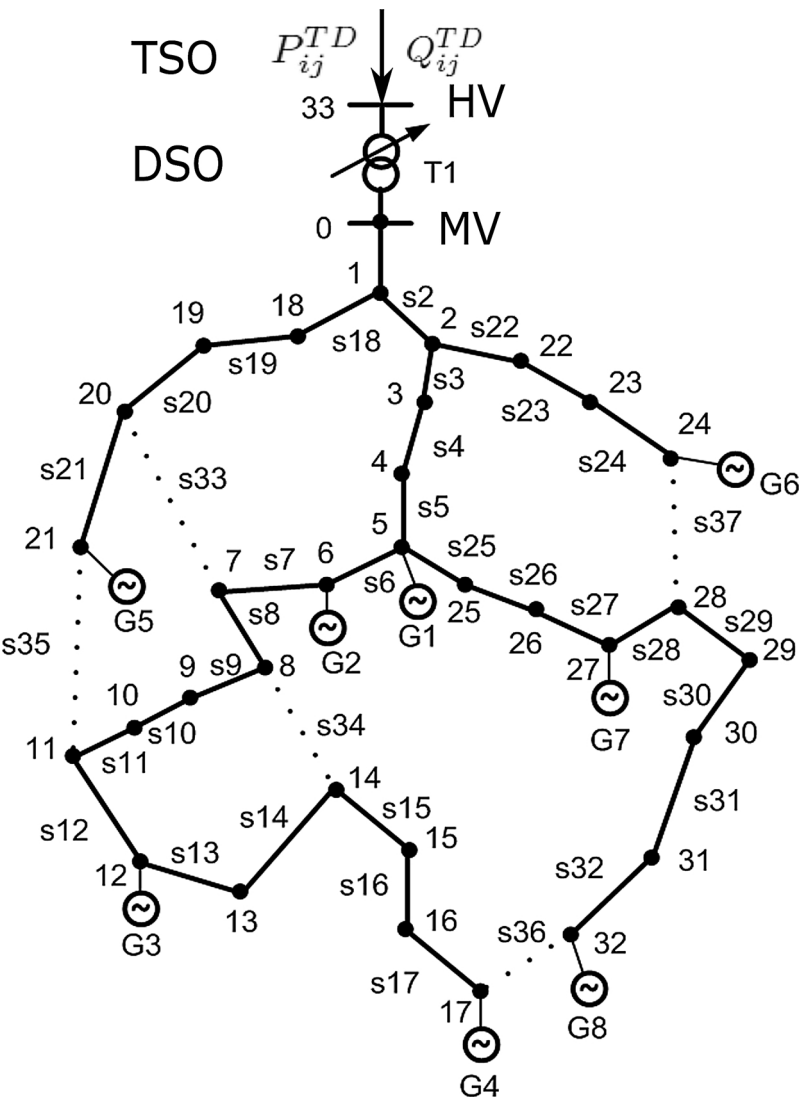 TSO
P_{ij}^{TD} Q_{ij}^{TD}
33
HV
DSO
T1
0
MV
1
s2
19
18
2
s22
s18
22
s19
s3
23
20
s20
3
s23
24
s4
s24
G6
s21
s33
4
s5
s37
21
5
7
s7
6
s25
s26
G5
s8
s6
25
s27
28
s29
G1
s35
G2
26
s28
29
9
s9
8
27
10
s30
s10
s34
G7
30
11
s11
14
s12
s14
s15
s31
15
s13
s32
12
s16
31
13
16
s36
G3
32
s17
17
G8
G4